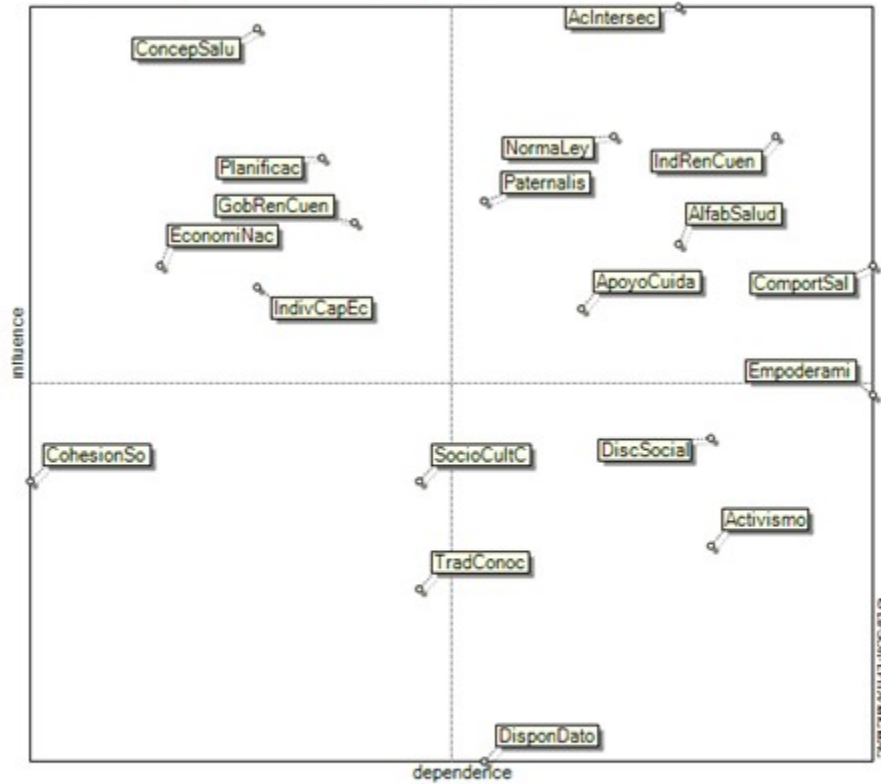 AcIntersec
ConcepSalu
NormaLey
IndRenCuen
Planificac
Paternalis
GobRenCuen
AlfabSalud
EconomiNac
ApoyoCuida
ComportSal
IndivCapEc
influence
Empoderami
CohesionSo
SocioCultC
DiscSocial
Activismo
TradConoc
DisponDato
dependence